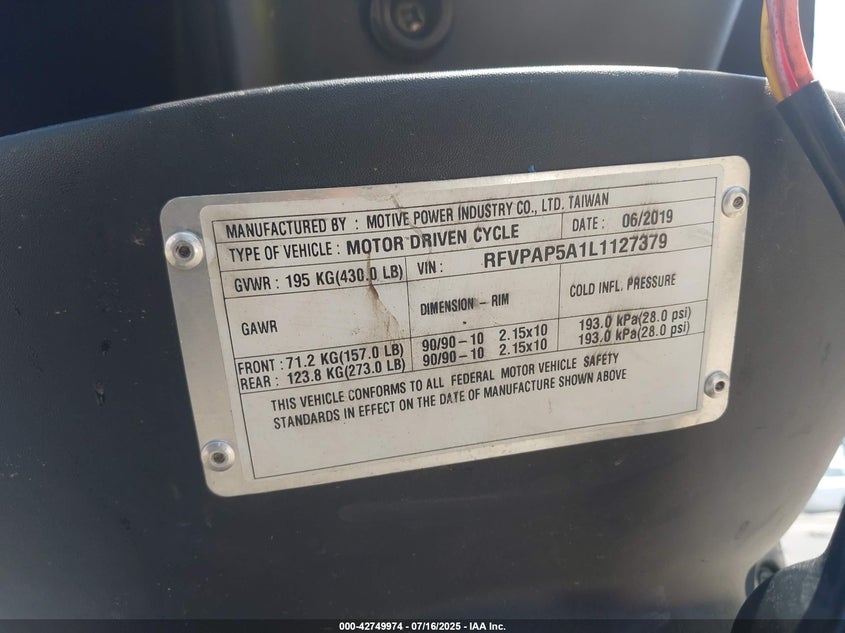 MANUFACTURED BY : MOTIVE POWER INDUSTRY CO., LTD. TAIWAN
TYPE OF VEHICLE : MOTOR DRIVEN CYCLE DATE : 06/2019
GVWR : 195 KG(430.0 LB) VIN : RFVPAP5A1L1127379
GAWR DIMENSION - RIM COLD INFL. PRESSURE
FRONT : 71.2 KG(157.0 LB) 90/90-10 2.15x10 193.0 kPa(28.0 psi)
REAR : 123.8 KG(273.0 LB) 90/90-10 2.15x10 193.0 kPa(28.0 psi)
THIS VEHICLE CONFORMS TO ALL FEDERAL MOTOR VEHICLE SAFETY
STANDARDS IN EFFECT ON THE DATE OF MANUFACTURE SHOWN ABOVE
000-42749974 - 07/16/2025 - IAA Inc.